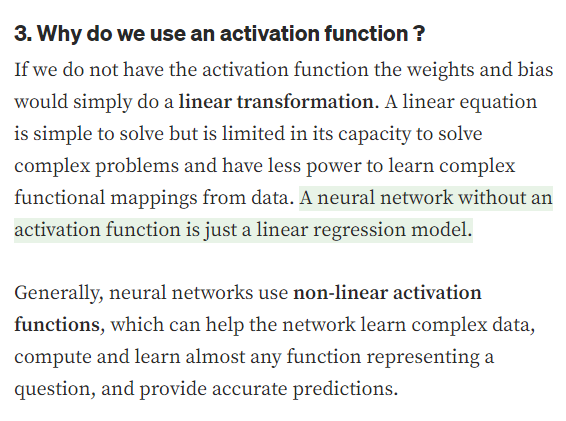 3. Why do we use an activation function ?
If we do not have the activation function the weights and bias
would simply do a linear transformation. A linear equation
is simple to solve but is limited in its capacity to solve
complex problems and have less power to learn complex
functional mappings from data. A neural network without an
activation function is just a linear regression model.
Generally, neural networks use non-linear activation
functions, which can help the network learn complex data,
compute and learn almost any function representing a
question, and provide accurate predictions.